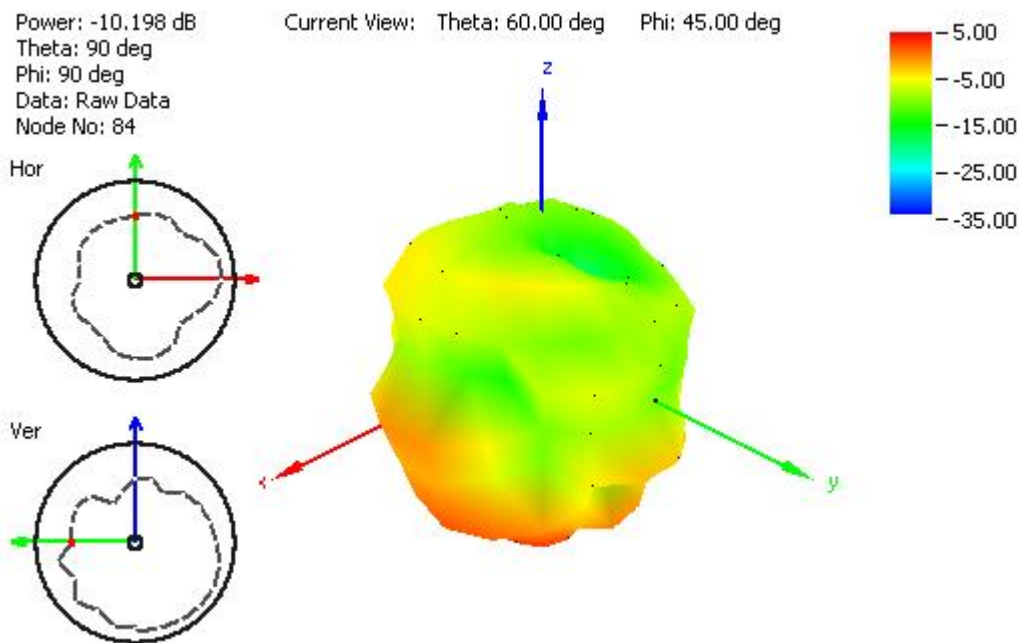 Power: -10.198 dB
Theta: 90 deg
Phi: 90 deg
Data: Raw Data
Node No: 84
Current View: Theta: 60.00 deg Phi: 45.00 deg
5.00
-5.00
-15.00
-25.00
-35.00
Hor
Ver
z
x
y